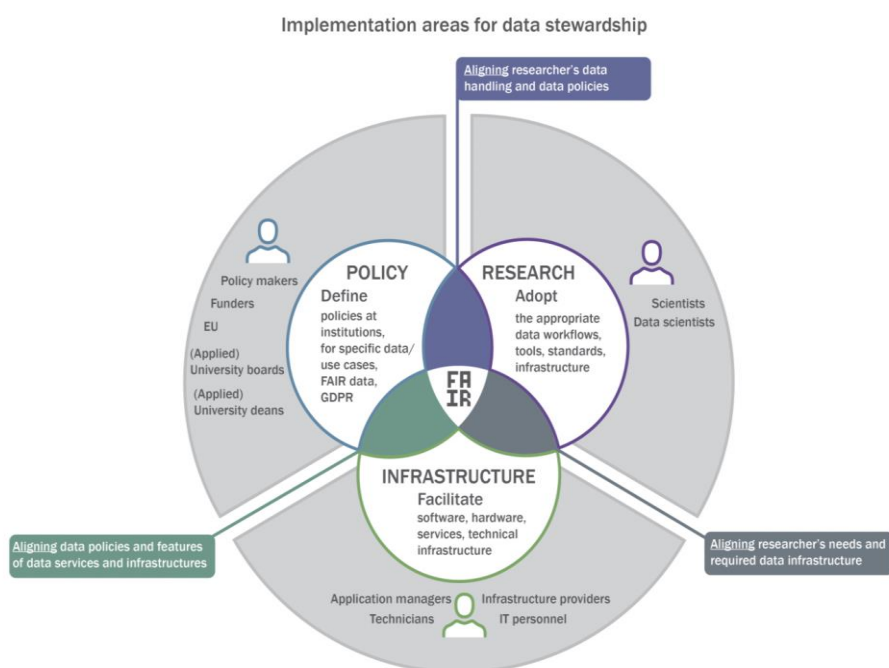 Implementation areas for data stewardship
Aligning researcher's data
handling and data policies
POLICY
Define
policies at
institutions,
for specific data/
use cases,
FAIR data,
GDPR
RESEARCH
Adopt
the appropriate
data workflows,
tools, standards,
infrastructure
Policy makers
Funders
EU
(Applied)
University boards
(Applied)
University deans
Scientists
Data scientists
FA
IR
INFRASTRUCTURE
Facilitate
software, hardware,
services, technical
infrastructure
Aligning data policies and features
of data services and infrastructures
Aligning researcher's needs and
required data infrastructure
Application managers
Technicians
Infrastructure providers
IT personnel